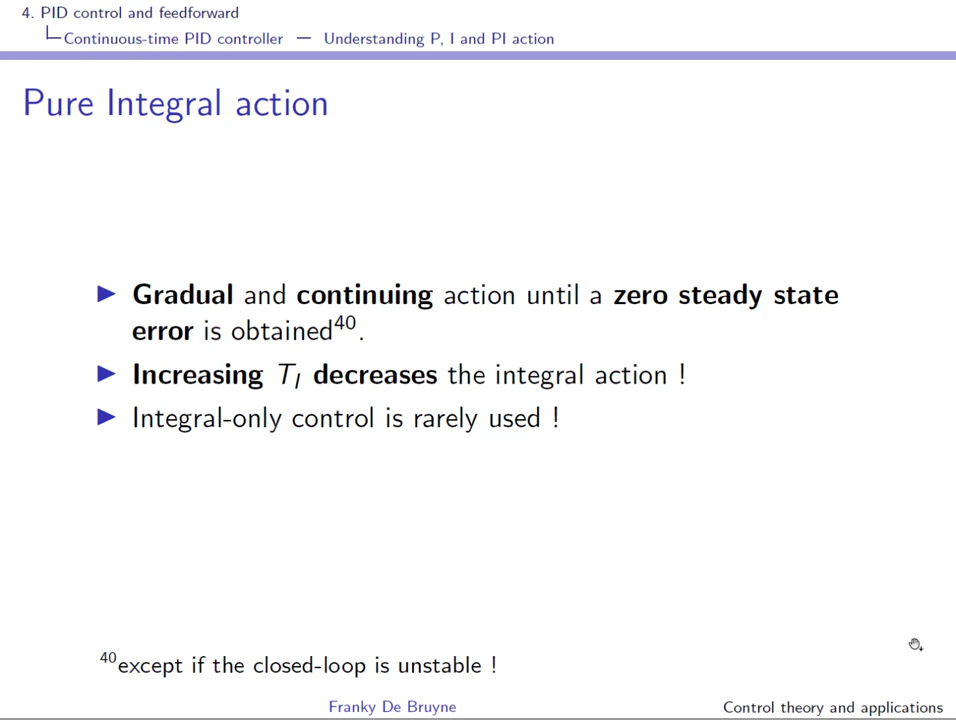 4. PID control and feedforward
Continuous-time PID controller — Understanding P, I and PI action
Pure Integral action
▶ Gradual and continuing action until a zero steady state
error is obtained⁴⁰.
▶ Increasing T_I decreases the integral action !
▶ Integral-only control is rarely used !
⁴⁰except if the closed-loop is unstable !
Franky De Bruyne
Control theory and applications